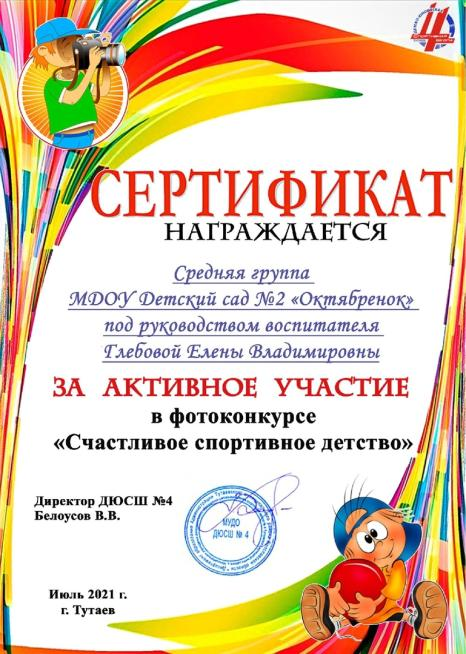 СЕРТИФИКАТ
НАГРАЖДАЕТСЯ
Средняя группа
МДОУ Детский сад №2 «Октябренок»
под руководством воспитателя
Глебовой Елены Владимировны
ЗА АКТИВНОЕ УЧАСТИЕ
в фотоконкурсе
«Счастливое спортивное детство»
Директор ДЮСШ №4
Белоусов В.В.
МУДО
ДЮСШ № 4
Июль 2021 г.
г. Тутаев